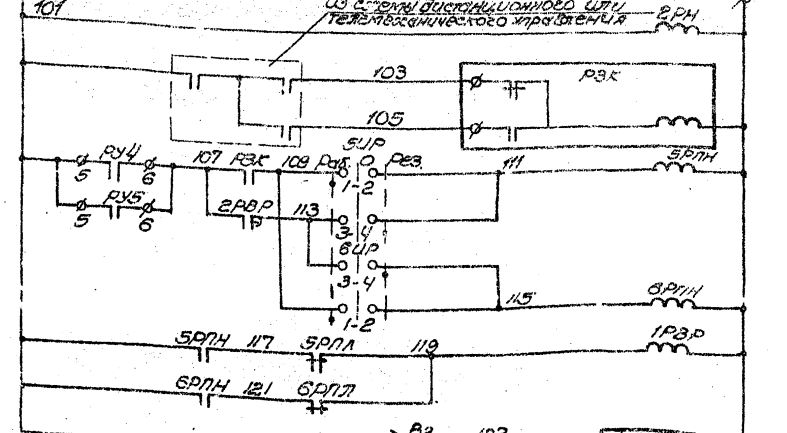 101
из схемы дистанционного или
телемеханического управления
2РН
103
РЗК
105
5ИР
РУ4
5 6
107
РЗК
109
Раб.
0
Рез.
1-2
111
5РПН
РУ5
5 6
2РВР
113
3-4
6ИР
3-4
115
6РПН
1-2
5РПН
117
5РПЛ
119
1РВР
6РПН
121
6РПЛ